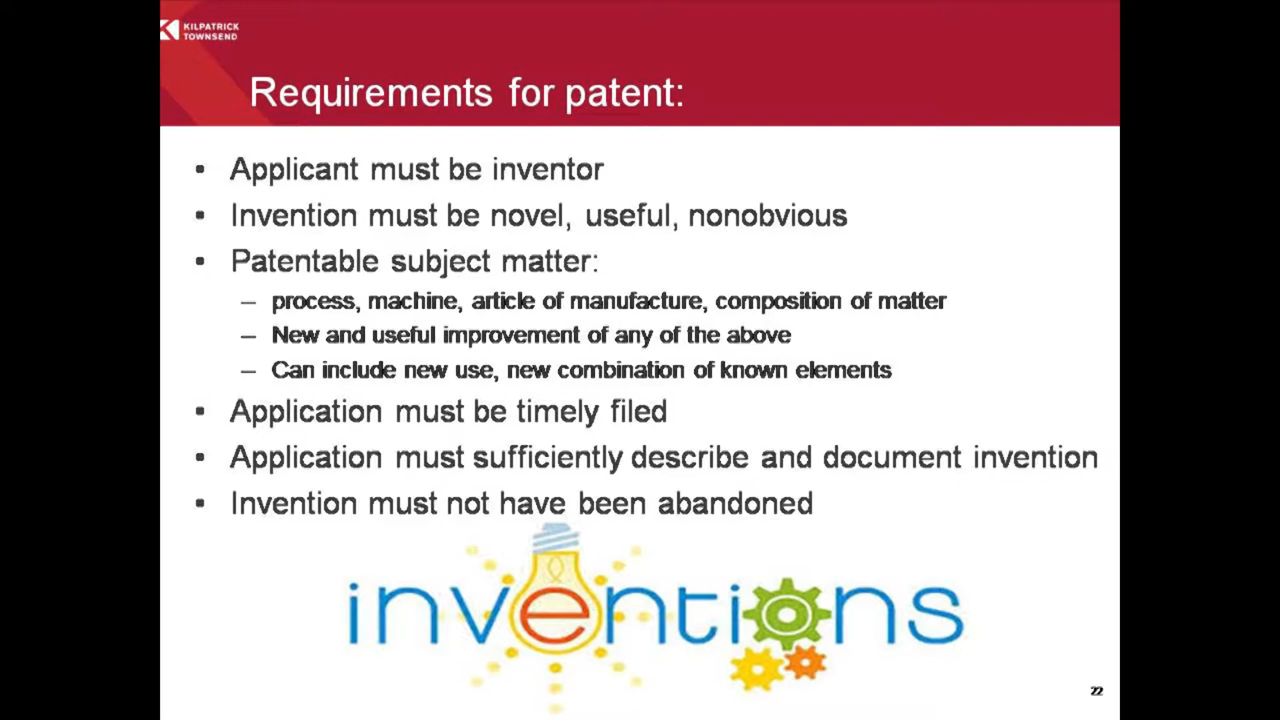 KILPATRICK
TOWNSEND
Requirements for patent:
▪ Applicant must be inventor
▪ Invention must be novel, useful, nonobvious
▪ Patentable subject matter:
– process, machine, article of manufacture, composition of matter
– New and useful improvement of any of the above
– Can include new use, new combination of known elements
▪ Application must be timely filed
▪ Application must sufficiently describe and document invention
▪ Invention must not have been abandoned
inventions
22